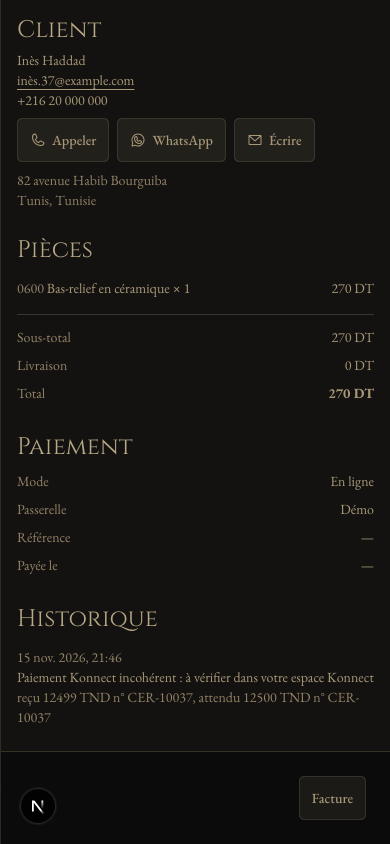 Client
Inès Haddad
inès.37@example.com
+216 20 000 000
Appeler
WhatsApp
Écrire
82 avenue Habib Bourguiba
Tunis, Tunisie
Pièces
0600 Bas-relief en céramique × 1 270 DT
Sous-total 270 DT
Livraison 0 DT
Total 270 DT
Paiement
Mode En ligne
Passerelle Démo
Référence —
Payée le —
Historique
15 nov. 2026, 21:46
Paiement Konnect incohérent : à vérifier dans votre espace Konnect
reçu 12499 TND n° CER-10037, attendu 12500 TND n° CER-
10037
N
Facture